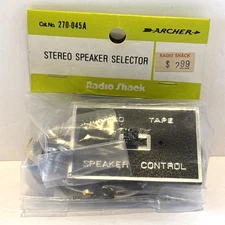 Cat. No. 270-045A
ARCHER
STEREO SPEAKER SELECTOR
RADIO SHACK
$ 2.99
Radio Shack
TAPE
SPEAKER CONTROL